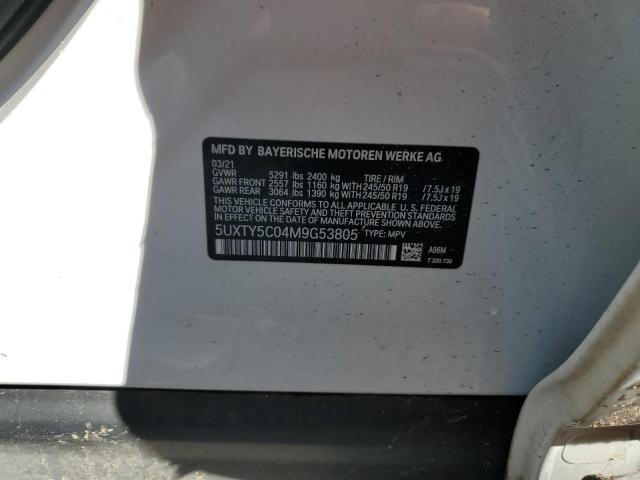 MFD BY BAYERISCHE MOTOREN WERKE AG
03/21
GVWR 5291 lbs 2400 kg TIRE / RIM
GAWR FRONT 2557 lbs 1160 kg WITH 245/50 R19 /7.5J x 19
GAWR REAR 3064 lbs 1390 kg WITH 245/50 R19 /7.5J x 19
THIS VEHICLE CONFORMS TO ALL APPLICABLE U.S. FEDERAL
MOTOR VEHICLE SAFETY, BUMPER, AND THEFT PREVENTION
STANDARDS IN EFFECT ON THE DATE OF MANUFACTURE SHOWN
ABOVE.
5UXTY5C04M9G53805 TYPE: MPV
A96M
T 320 730